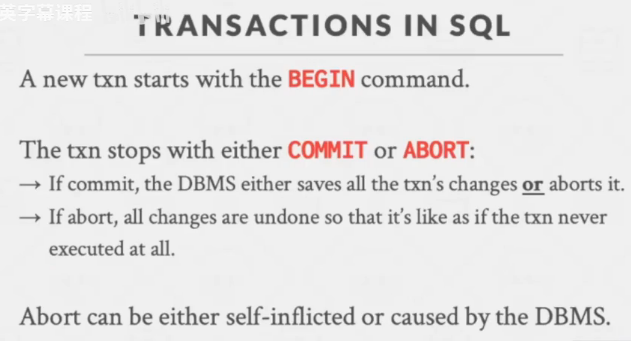 英字幕课程
TRANSACTIONS IN SQL
A new txn starts with the BEGIN command.
The txn stops with either COMMIT or ABORT:
→ If commit, the DBMS either saves all the txn's changes or aborts it.
→ If abort, all changes are undone so that it's like as if the txn never
executed at all.
Abort can be either self-inflicted or caused by the DBMS.